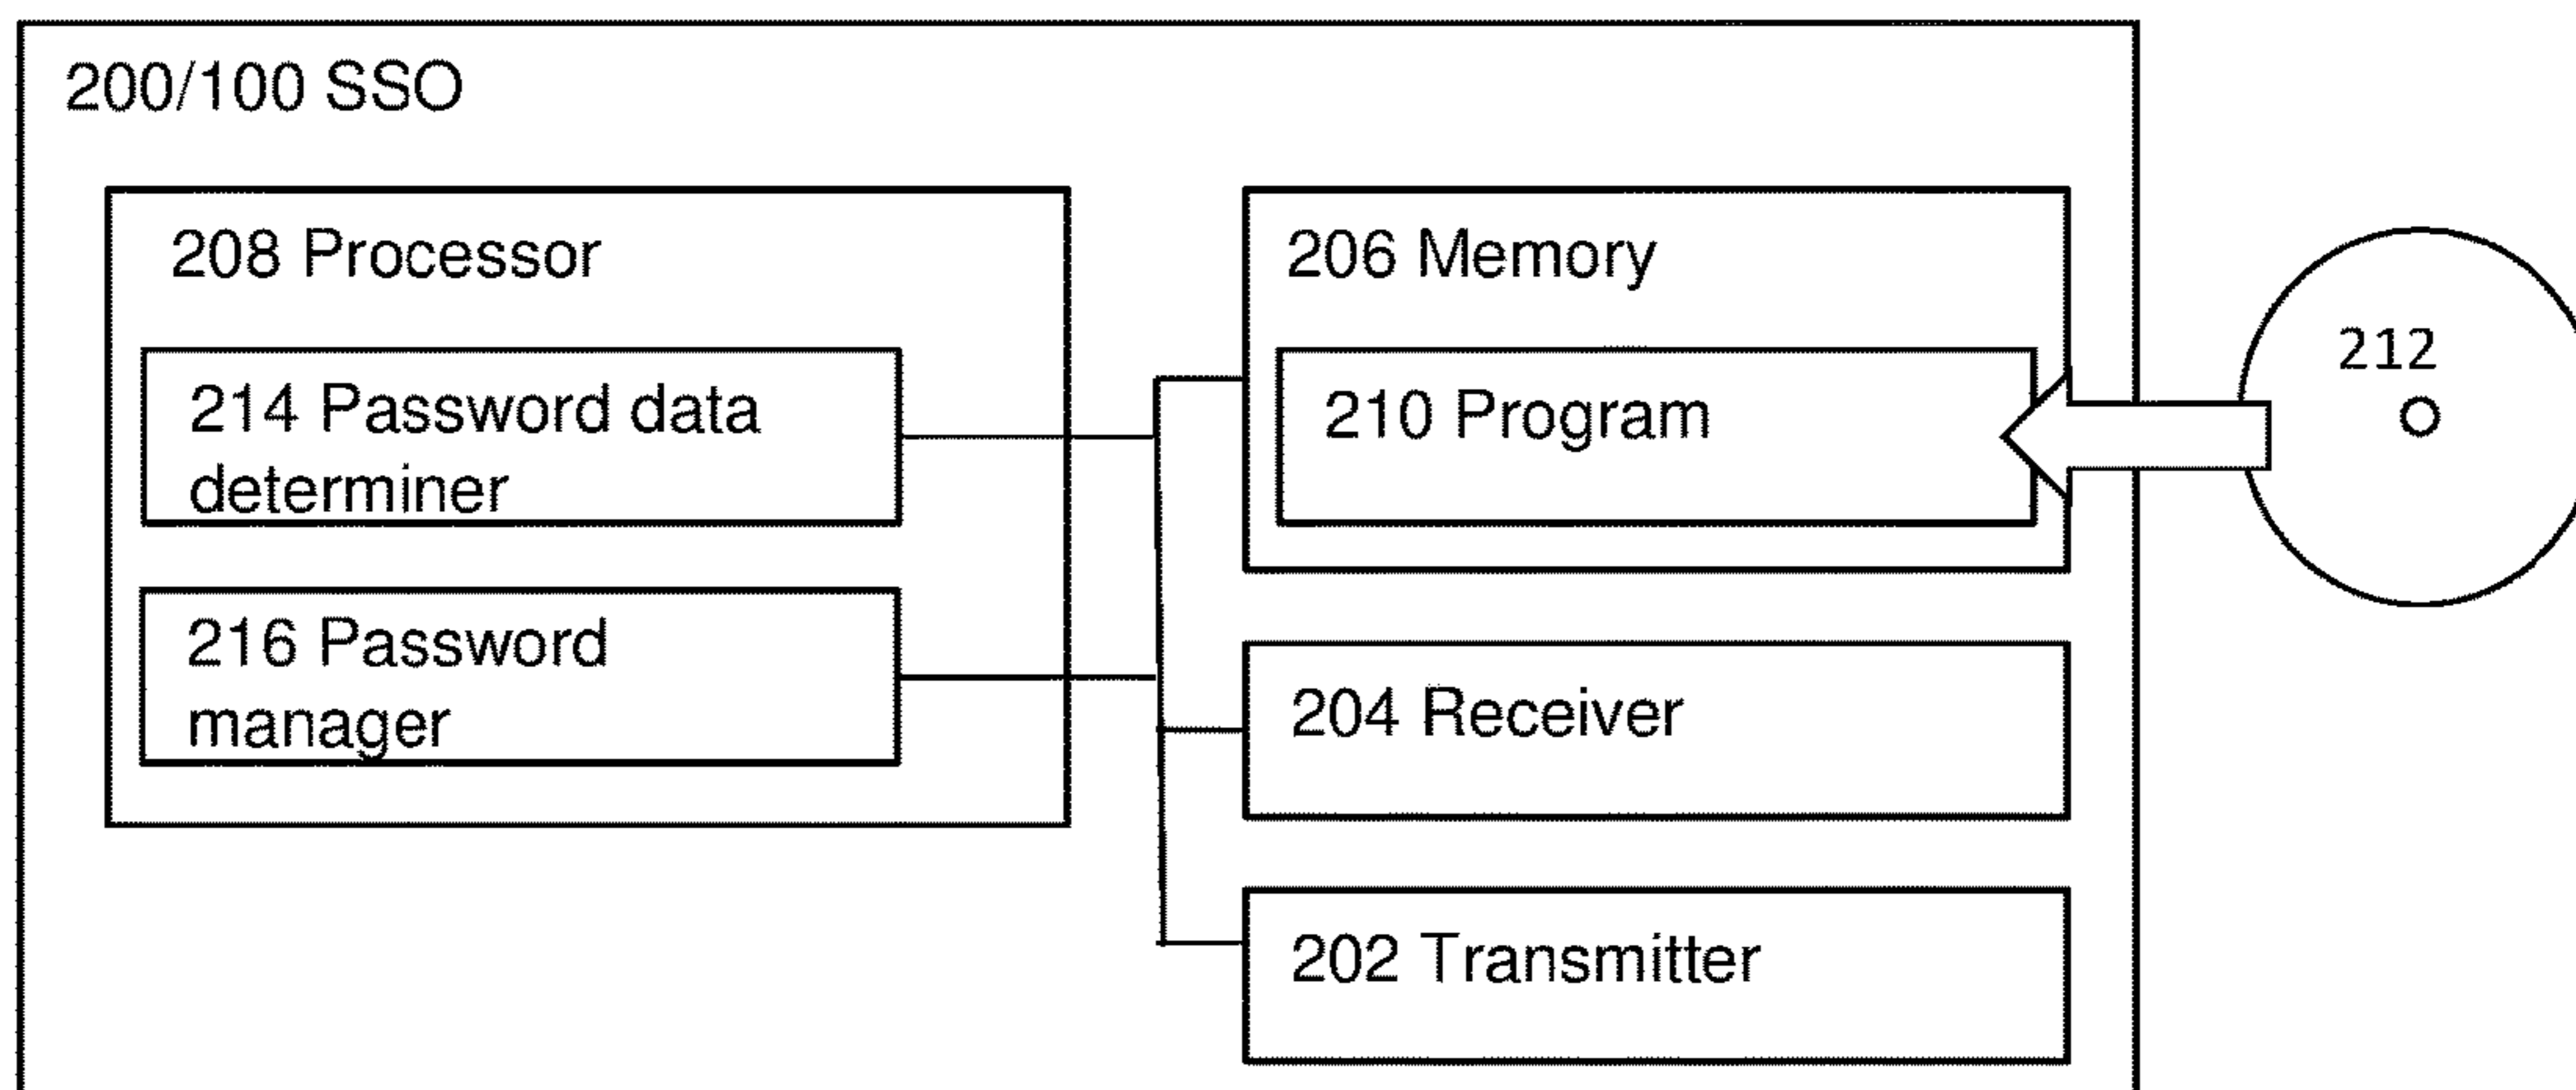 200/100 SSO
208 Processor
214 Password data
determiner
216 Password
manager
206 Memory
210 Program
204 Receiver
202 Transmitter
212